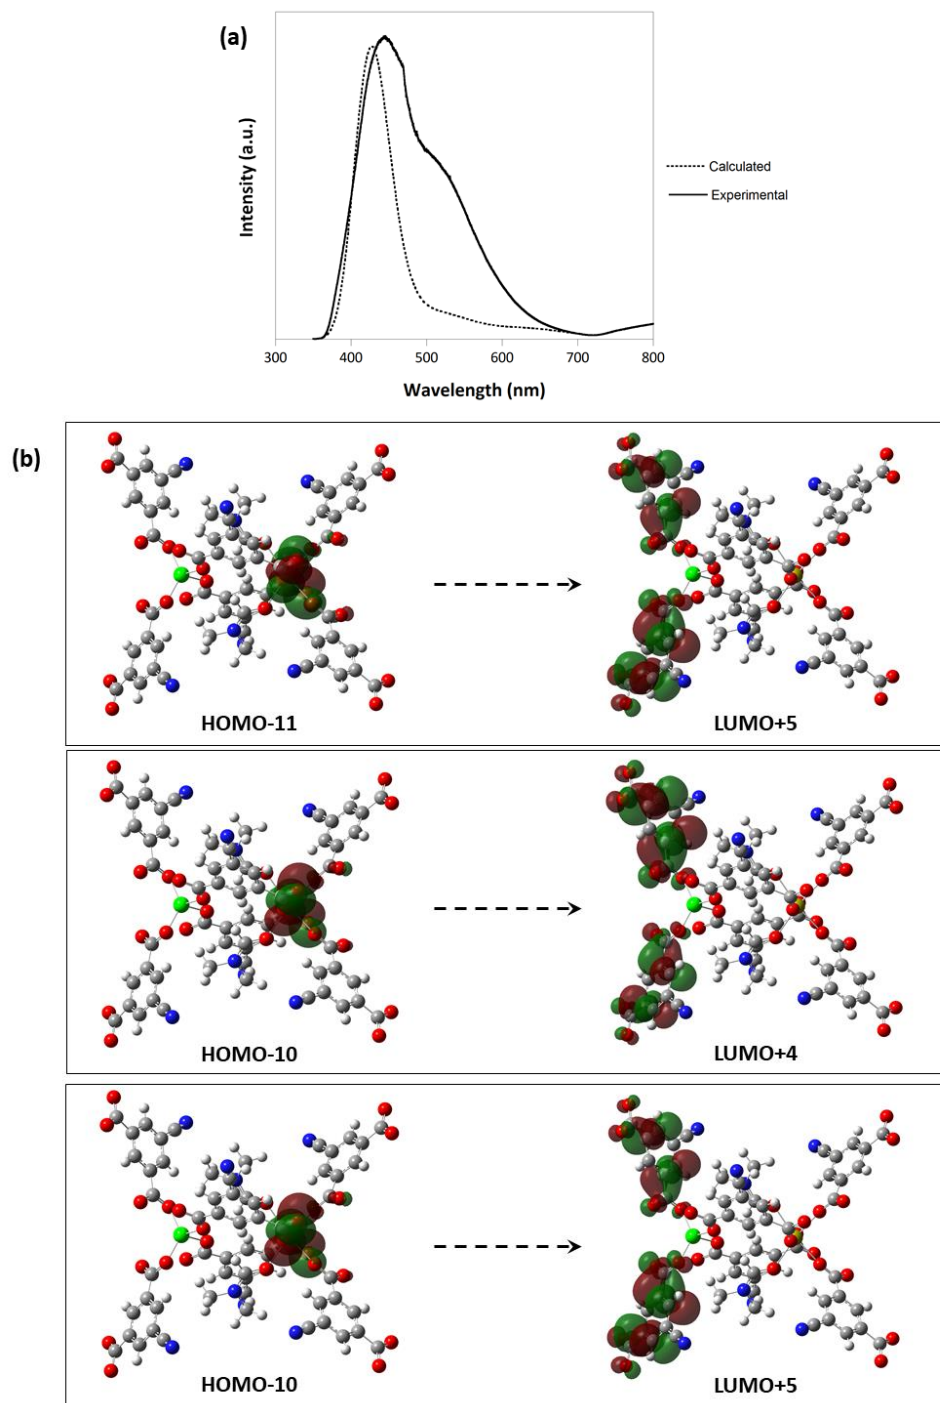 (a)
Intensity (a.u.)
Calculated
Experimental
300 400 500 600 700 800
Wavelength (nm)
(b)
HOMO-11 LUMO+5
HOMO-10 LUMO+4
HOMO-10 LUMO+5